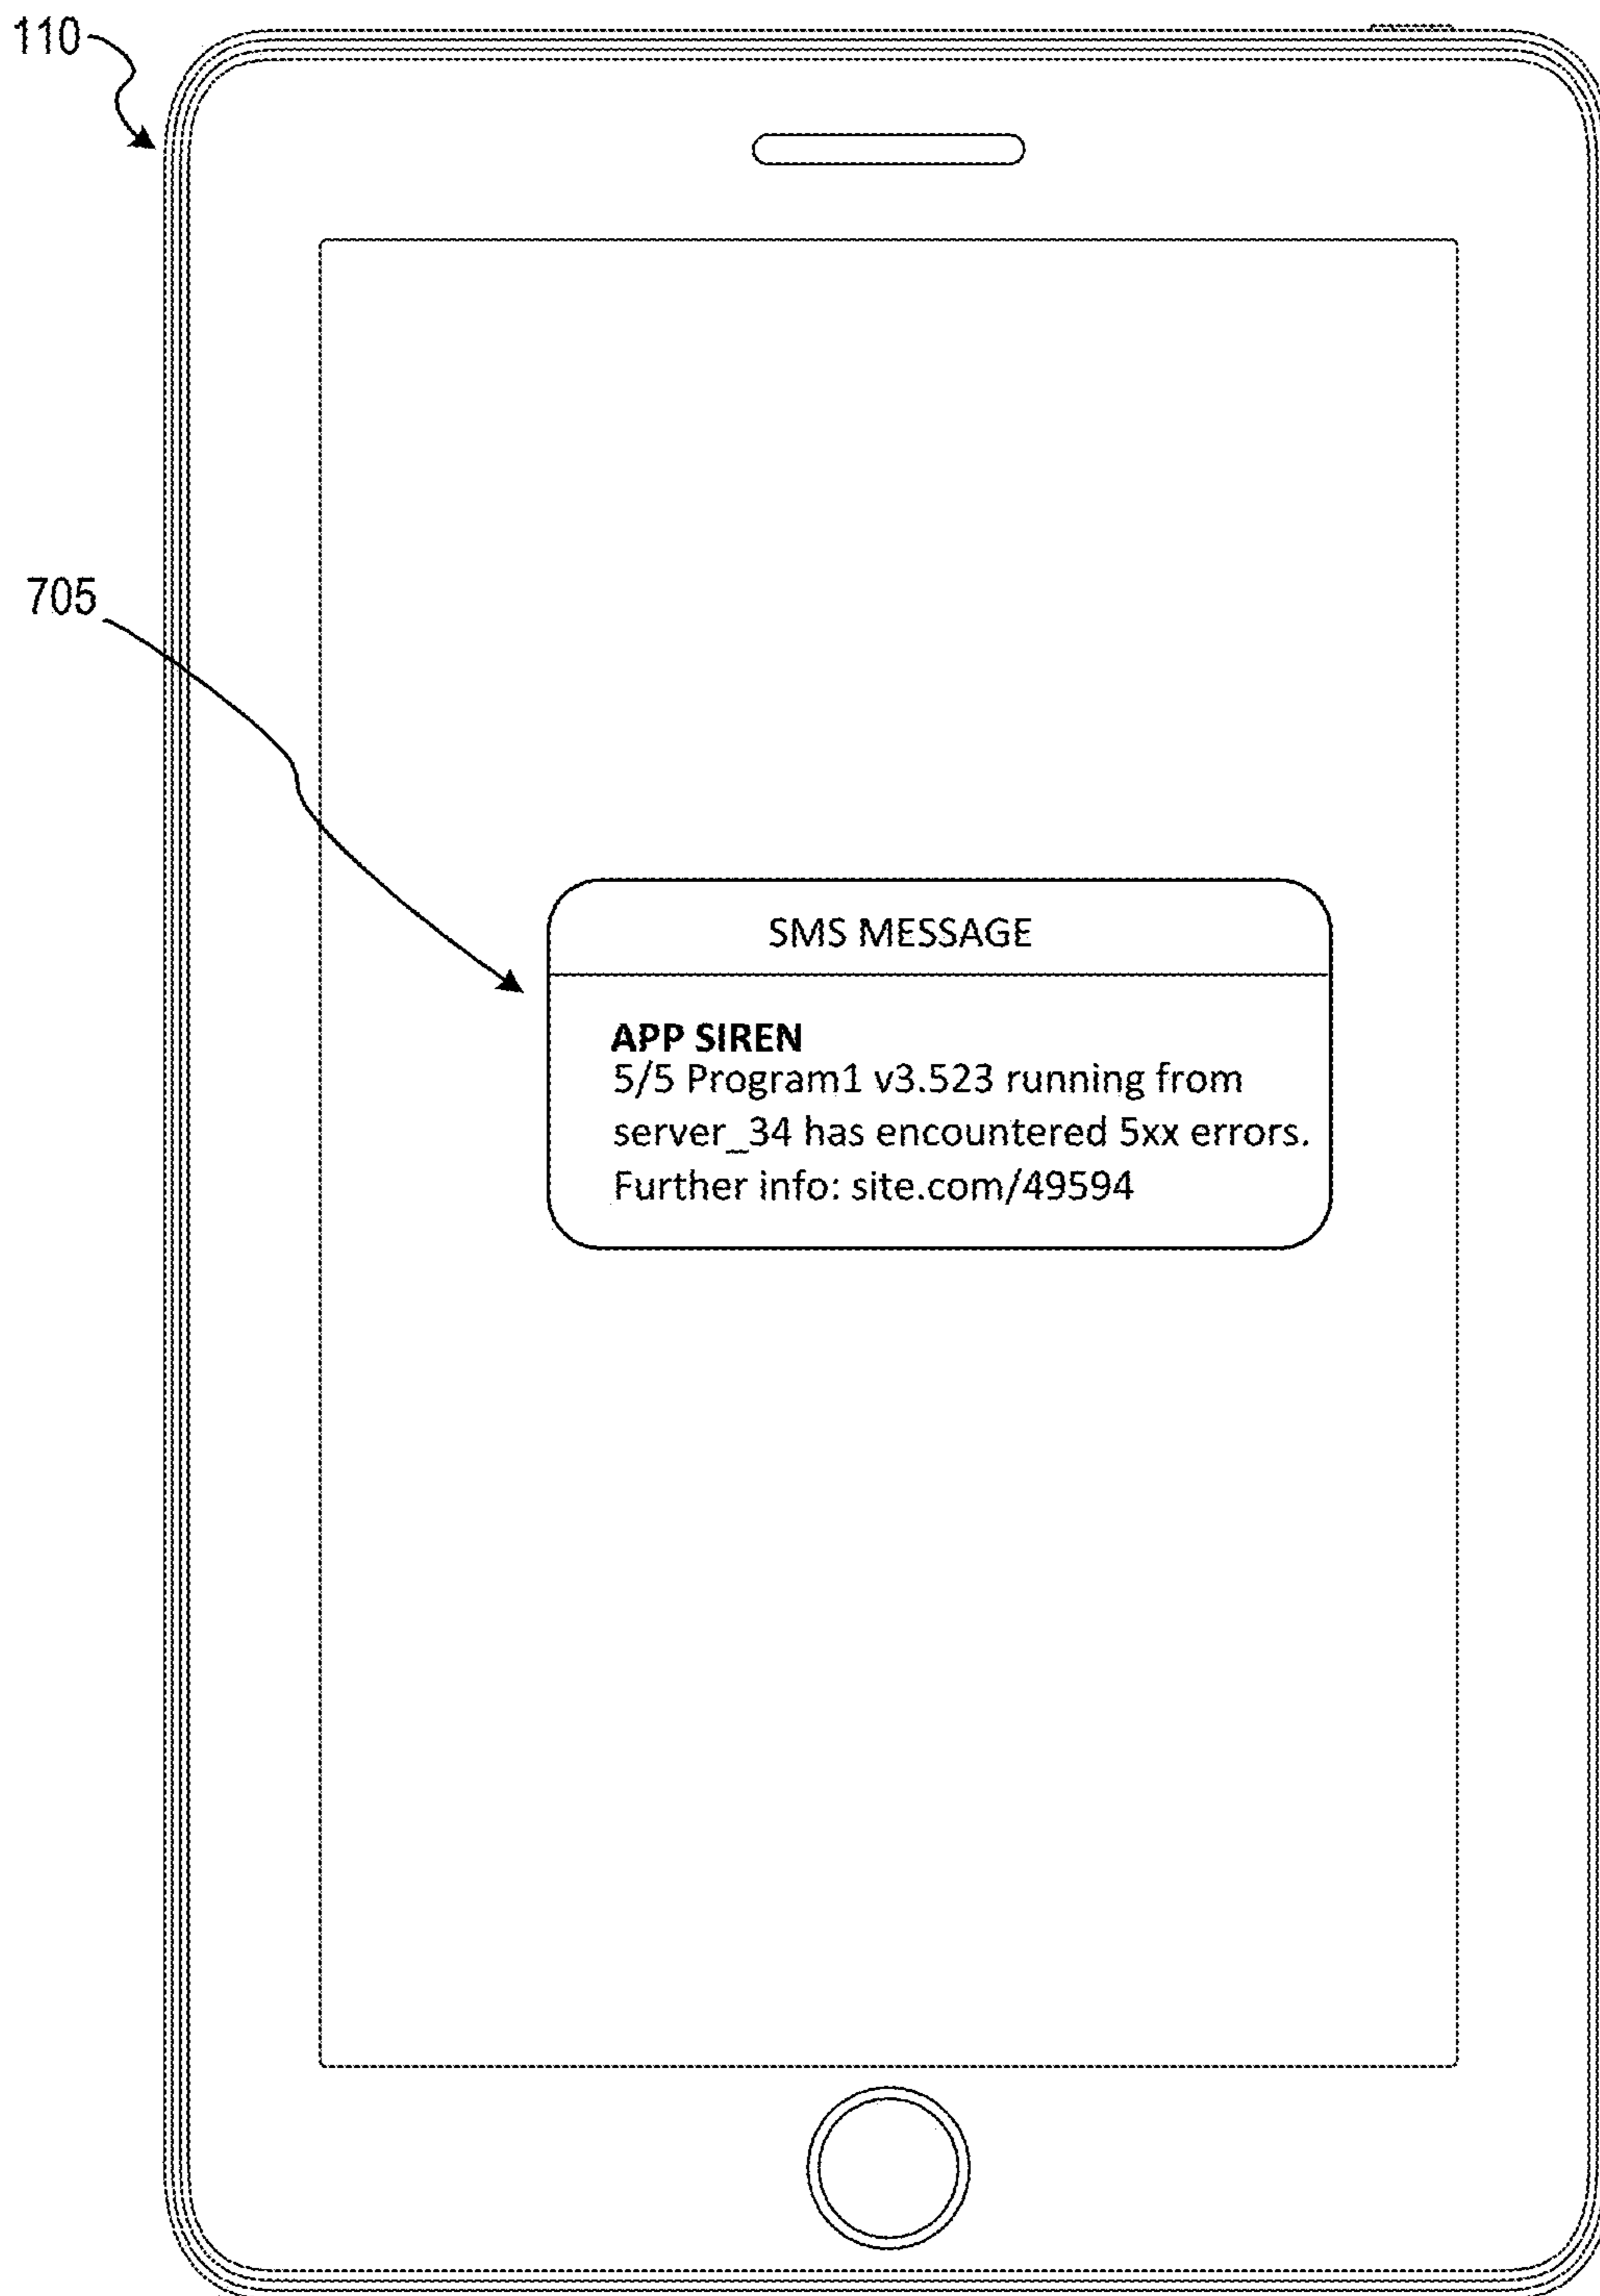 110
705
SMS MESSAGE
APP SIREN
5/5 Program1 v3.523 running from
server_34 has encountered 5xx errors.
Further info: site.com/49594